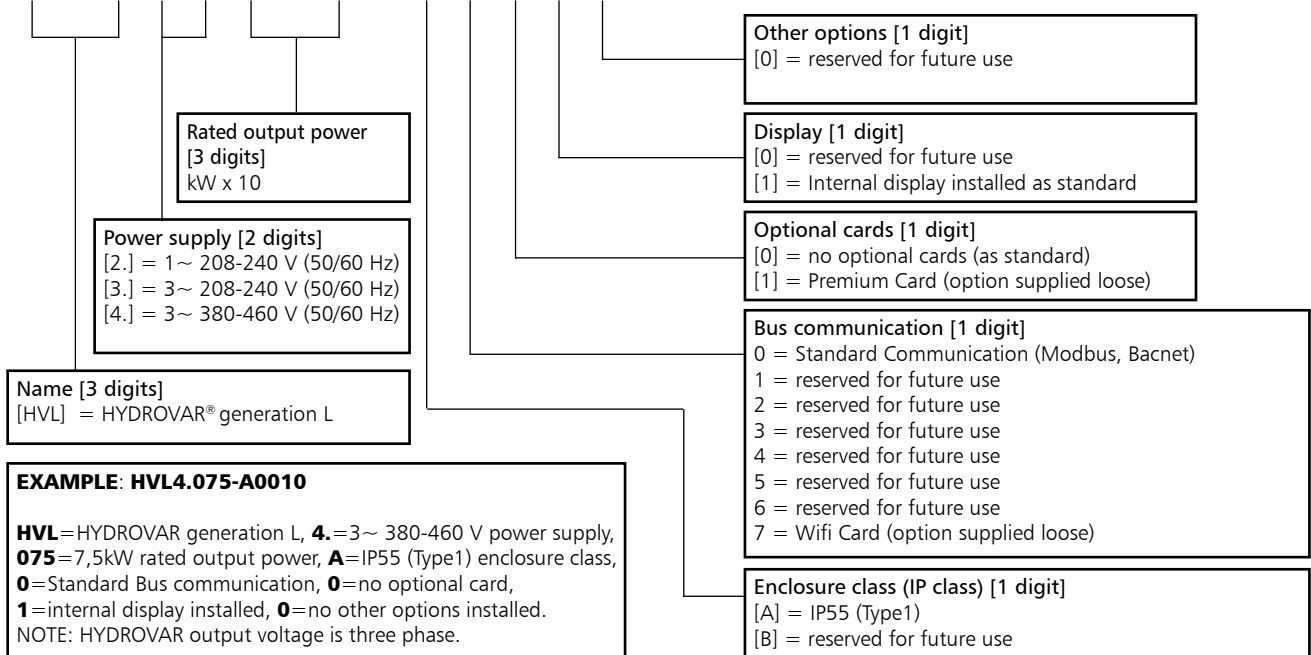 Other options [1 digit]
[0] = reserved for future use
Rated output power
[3 digits]
kW x 10
Display [1 digit]
[0] = reserved for future use
[1] = Internal display installed as standard
Power supply [2 digits]
[2.] = 1~ 208-240 V (50/60 Hz)
[3.] = 3~ 208-240 V (50/60 Hz)
[4.] = 3~ 380-460 V (50/60 Hz)
Optional cards [1 digit]
[0] = no optional cards (as standard)
[1] = Premium Card (option supplied loose)
Name [3 digits]
[HVL] = HYDROVAR® generation L
Bus communication [1 digit]
0 = Standard Communication (Modbus, Bacnet)
1 = reserved for future use
2 = reserved for future use
3 = reserved for future use
4 = reserved for future use
5 = reserved for future use
6 = reserved for future use
7 = Wifi Card (option supplied loose)
EXAMPLE: HVL4.075-A0010
HVL=HYDROVAR generation L, 4.=3~ 380-460 V power supply,
075=7,5kW rated output power, A=IP55 (Type1) enclosure class,
0=Standard Bus communication, 0=no optional card,
1=internal display installed, 0=no other options installed.
NOTE: HYDROVAR output voltage is three phase.
Enclosure class (IP class) [1 digit]
[A] = IP55 (Type1)
[B] = reserved for future use